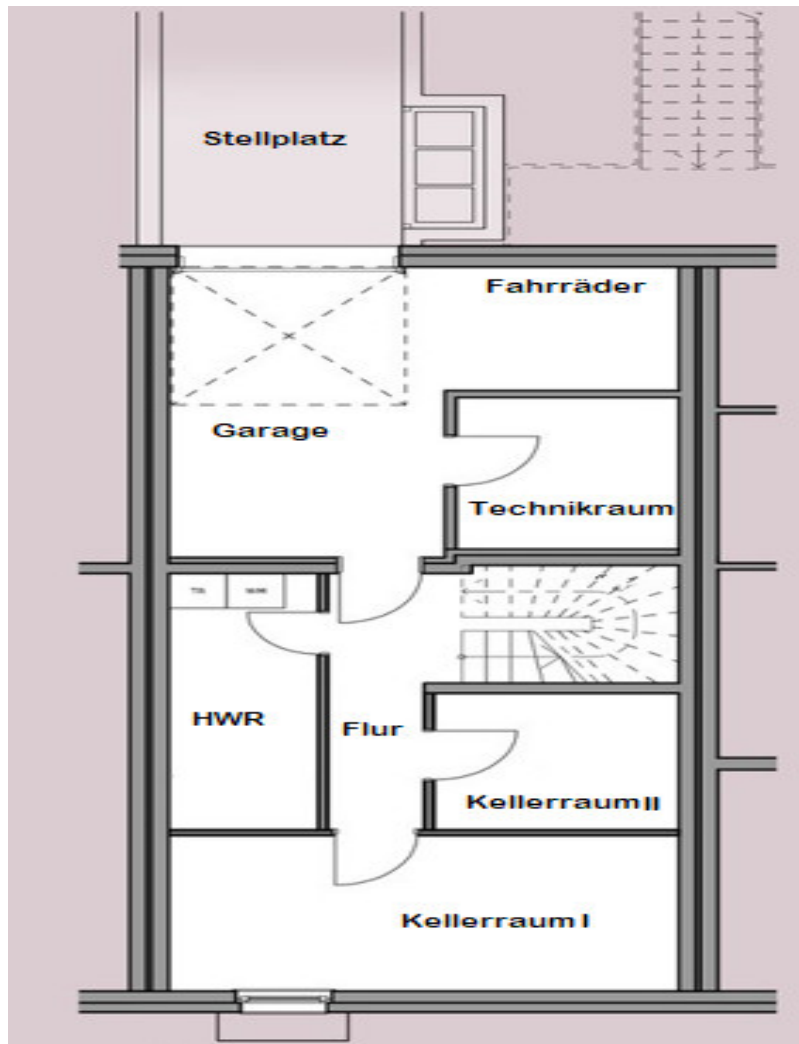 Stellplatz
Fahrräder
Garage
Technikraum
HWR
Flur
Kellerraum II
Kellerraum I